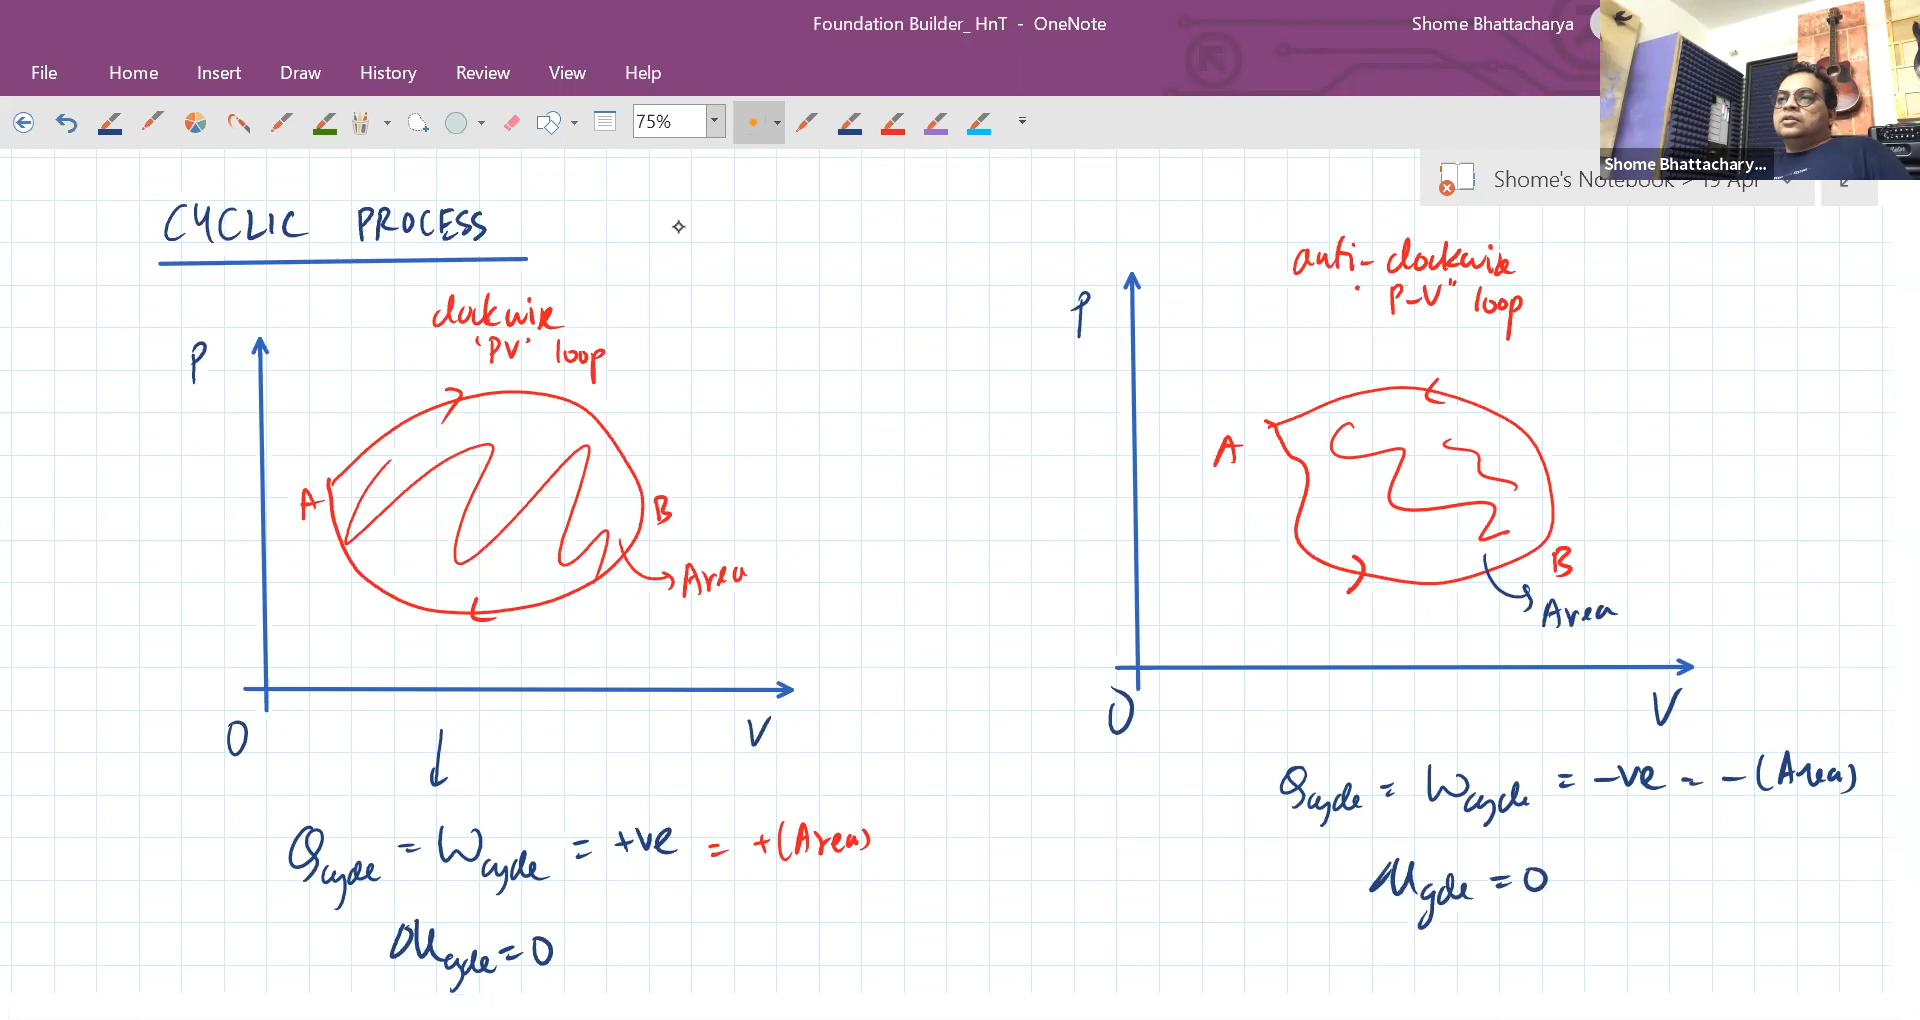 Foundation Builder_ HnT - OneNote
Shome Bhattacharya
File Home Insert Draw History Review View Help
75%
Shome Bhattachary...
Shome's Notebook > 19 Apr
CYCLIC PROCESS
clockwise
'PV' loop
P
A
B
Area
O
V
Qcycle = Wcycle = +ve = +(Area)
ΔUcycle = 0
anti-clockwise
"P-V" loop
P
A
B
Area
O
V
Qcycle = Wcycle = -ve = -(Area)
ΔUcycle = 0